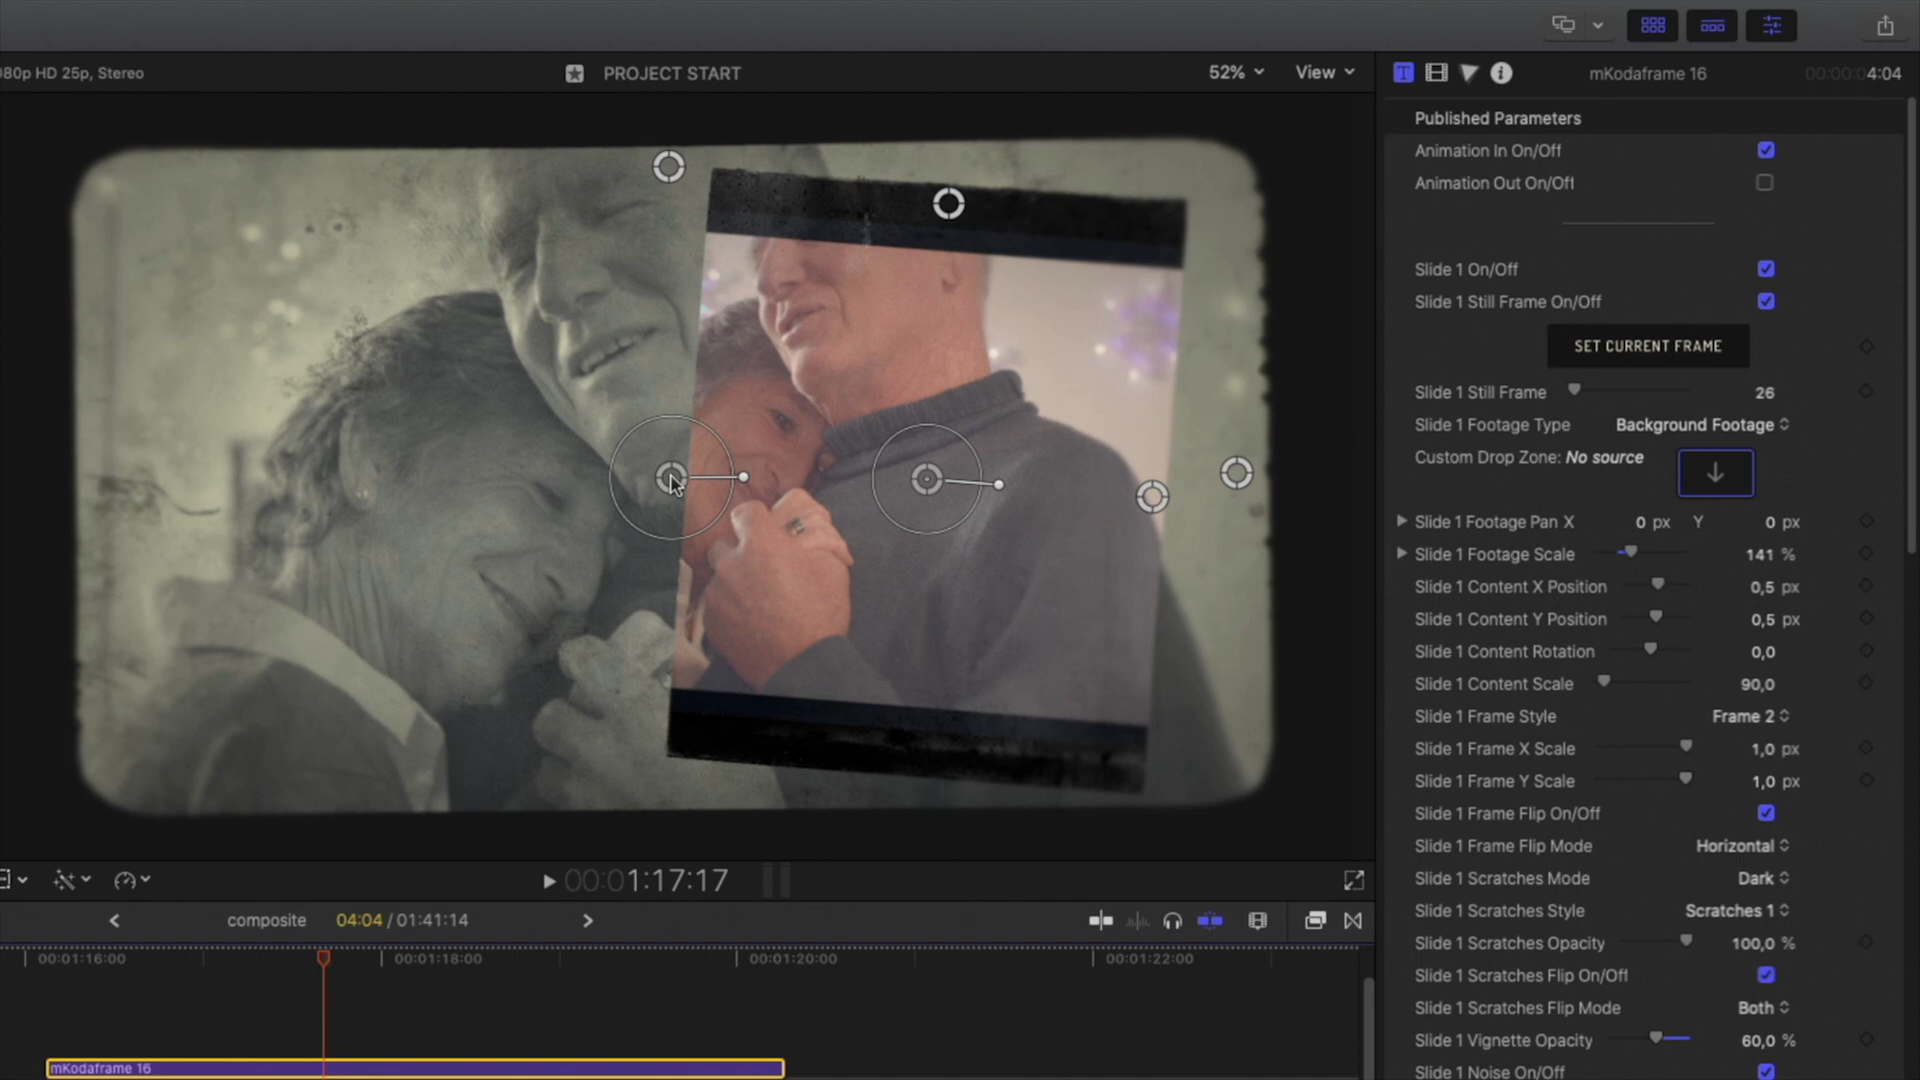 080p HD 25p, Stereo
PROJECT START
52%
View
mKodaframe 16
00:00:04:04
Published Parameters
Animation In On/Off
Animation Out On/Off
Slide 1 On/Off
Slide 1 Still Frame On/Off
SET CURRENT FRAME
Slide 1 Still Frame 26
Slide 1 Footage Type Background Footage
Custom Drop Zone: No source
Slide 1 Footage Pan X 0 px Y 0 px
Slide 1 Footage Scale 141 %
Slide 1 Content X Position 0,5 px
Slide 1 Content Y Position 0,5 px
Slide 1 Content Rotation 0,0
Slide 1 Content Scale 90,0
Slide 1 Frame Style Frame 2
Slide 1 Frame X Scale 1,0 px
Slide 1 Frame Y Scale 1,0 px
Slide 1 Frame Flip On/Off
Slide 1 Frame Flip Mode Horizontal
Slide 1 Scratches Mode Dark
Slide 1 Scratches Style Scratches 1
Slide 1 Scratches Opacity 100,0 %
Slide 1 Scratches Flip On/Off
Slide 1 Scratches Flip Mode Both
Slide 1 Vignette Opacity 60,0 %
Slide 1 Noise On/Off
00:01:17:17
composite 04:04 / 01:41:14
00:01:16:00 00:01:18:00 00:01:20:00 00:01:22:00
mKodaframe 16